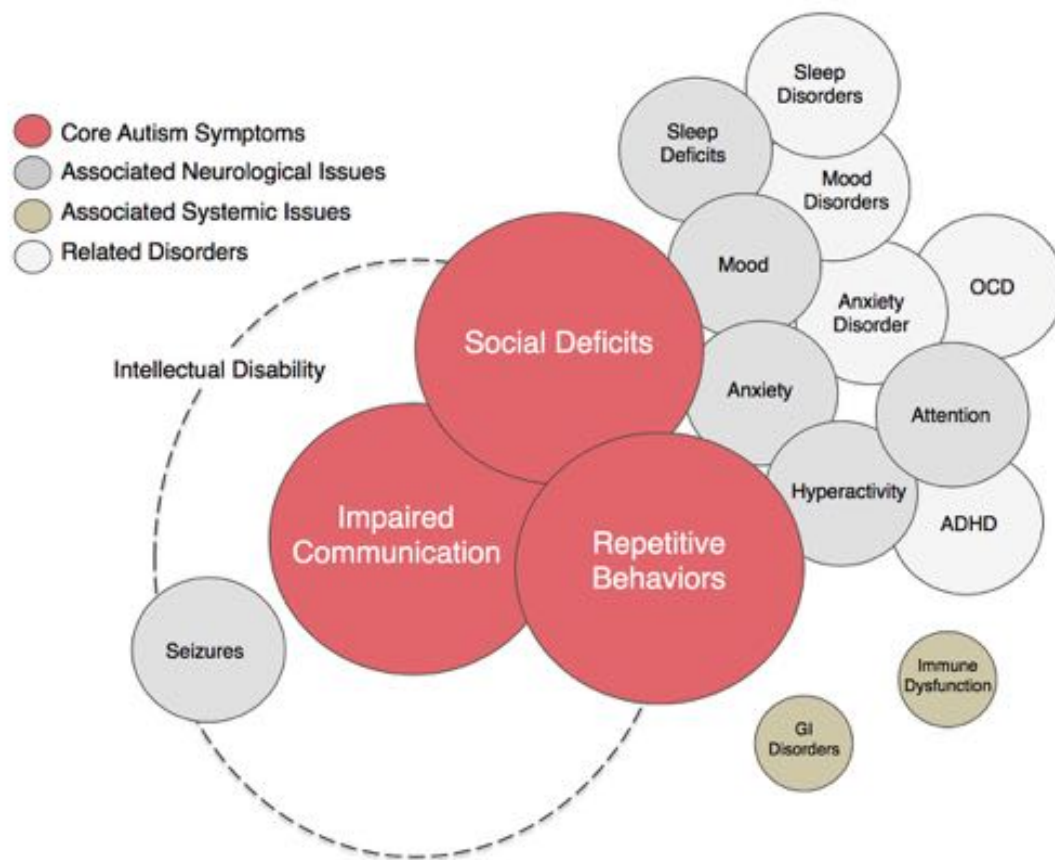 Core Autism Symptoms
Associated Neurological Issues
Associated Systemic Issues
Related Disorders
Sleep
Disorders
Sleep
Deficits
Mood
Disorders
Mood
OCD
Anxiety
Disorder
Social Deficits
Intellectual Disability
Anxiety
Attention
Hyperactivity
ADHD
Impaired
Communication
Repetitive
Behaviors
Seizures
Immune
Dysfunction
GI
Disorders